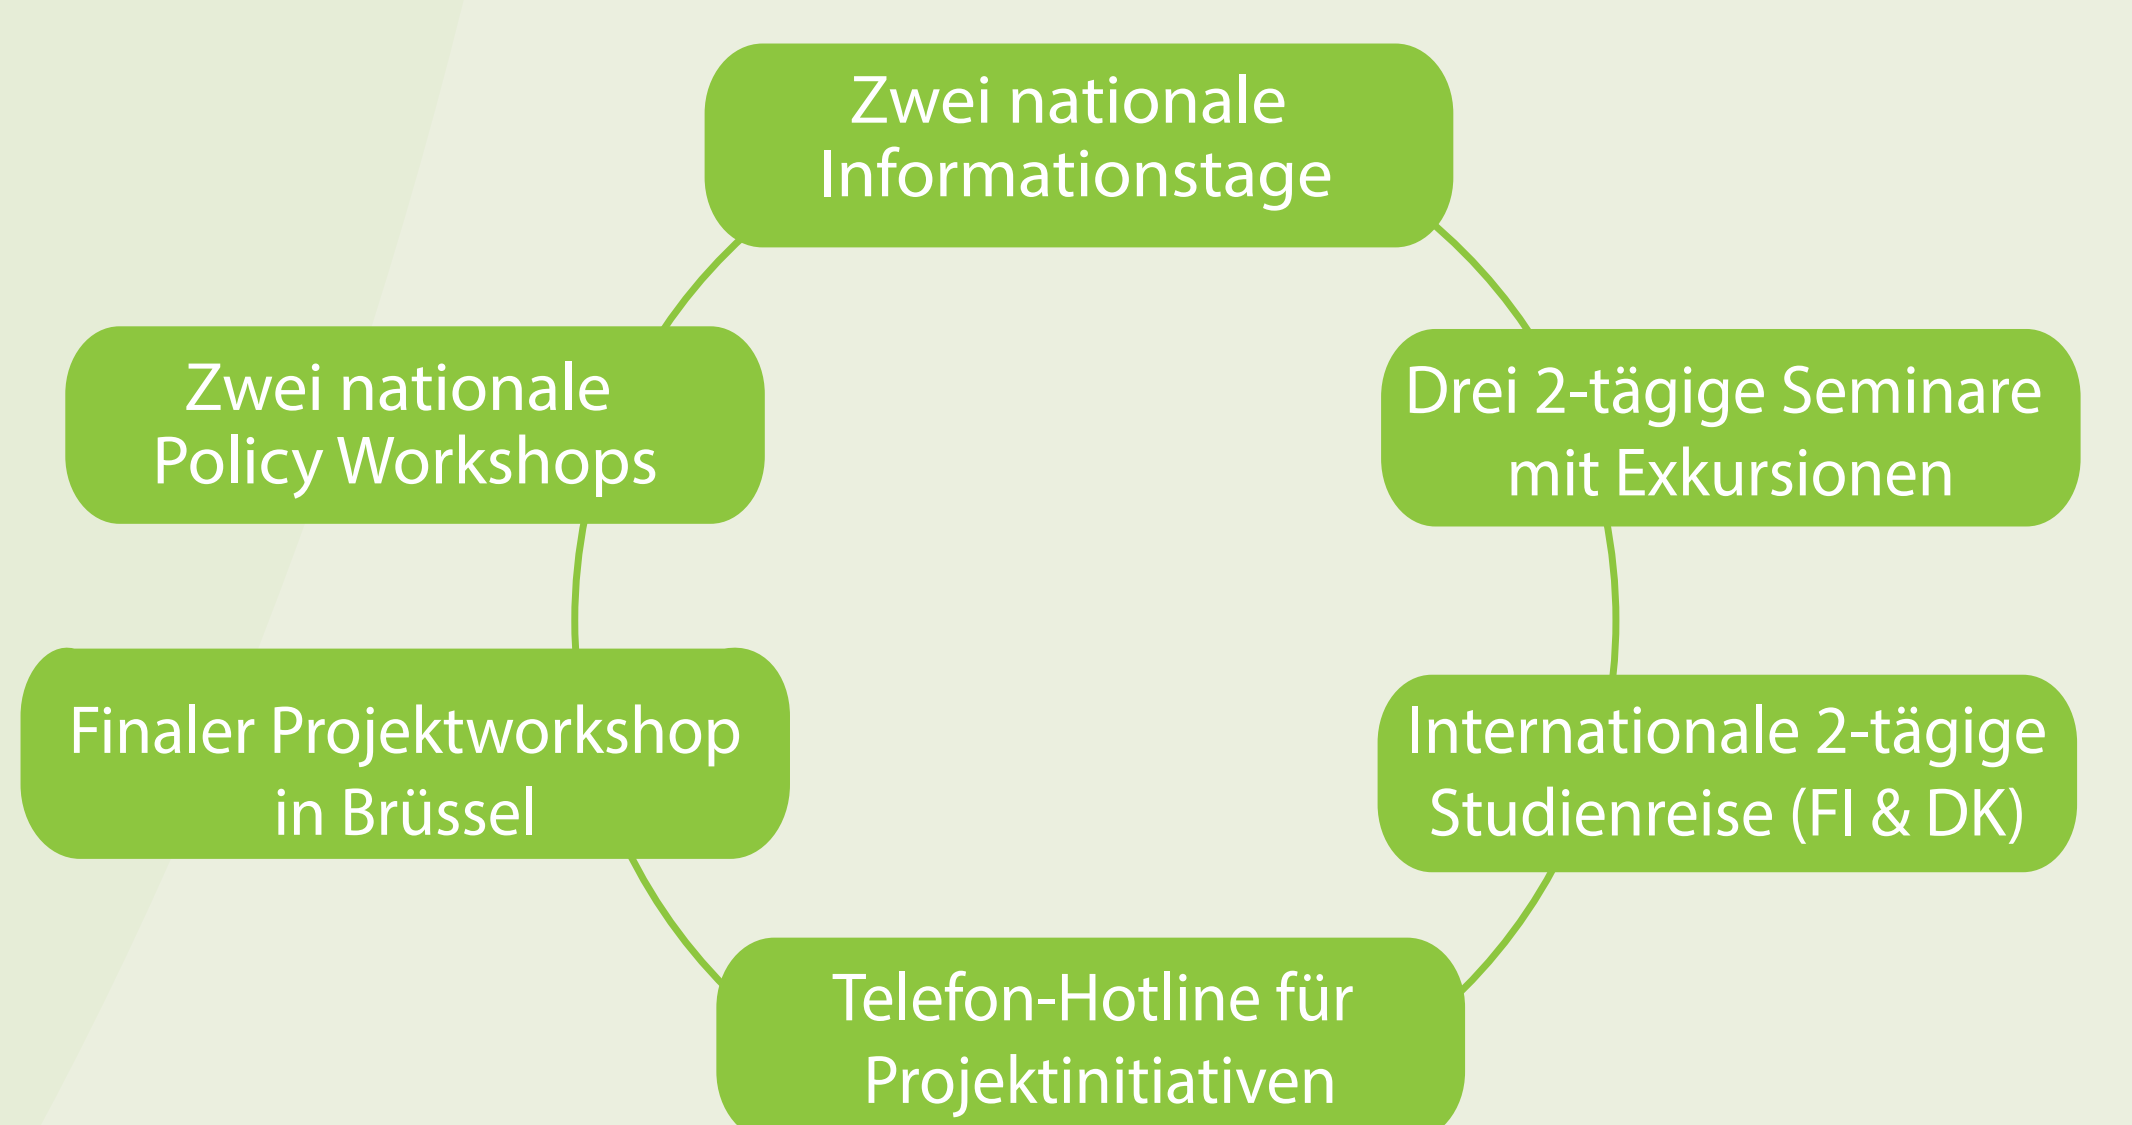 Zwei nationale
Informationstage
Zwei nationale
Policy Workshops
Drei 2-tägige Seminare
mit Exkursionen
Finaler Projektworkshop
in Brüssel
Internationale 2-tägige
Studienreise (FI & DK)
Telefon-Hotline für
Projektinitiativen